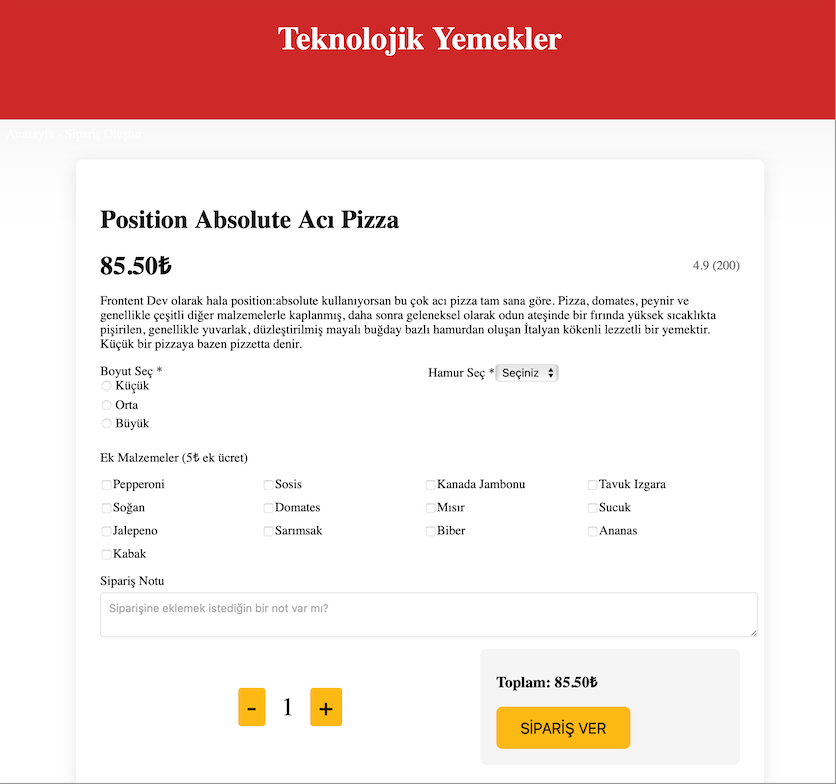 Teknolojik Yemekler
Anasayfa - Sipariş Oluştur
Position Absolute Acı Pizza
85.50₺
4.9 (200)
Frontent Dev olarak hala position:absolute kullanıyorsan bu çok acı pizza tam sana göre. Pizza, domates, peynir ve
genellikle çeşitli diğer malzemelerle kaplanmış, daha sonra geleneksel olarak odun ateşinde bir fırında yüksek sıcaklıkta
pişirilen, genellikle yuvarlak, düzleştirilmiş mayalı buğday bazlı hamurdan oluşan İtalyan kökenli lezzetli bir yemektir.
Küçük bir pizzaya bazen pizzetta denir.
Boyut Seç *
Küçük
Orta
Büyük
Hamur Seç * Seçiniz
Ek Malzemeler (5₺ ek ücret)
Pepperoni Sosis Kanada Jambonu Tavuk Izgara
Soğan Domates Mısır Sucuk
Jalepeno Sarımsak Biber Ananas
Kabak
Sipariş Notu
Siparişine eklemek istediğin bir not var mı?
- 1 +
Toplam: 85.50₺
SİPARİŞ VER